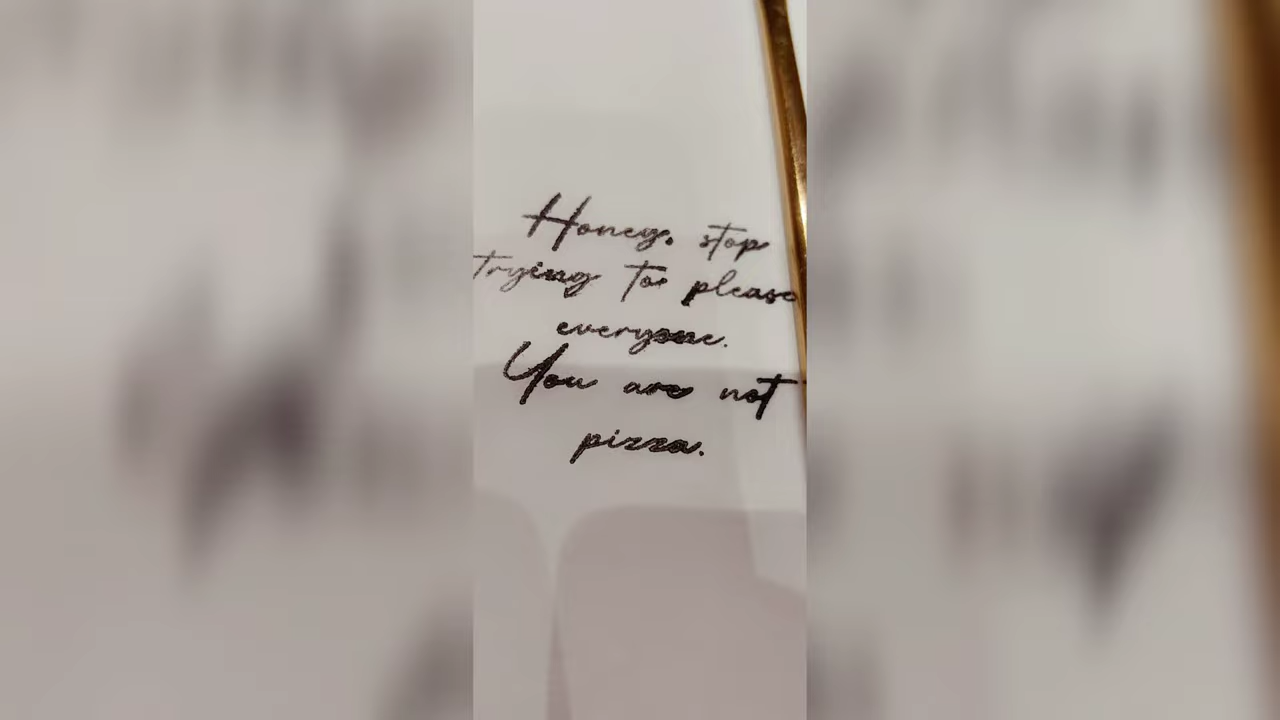 Honey, stop
trying to please
everyone.
You are not
pizza.